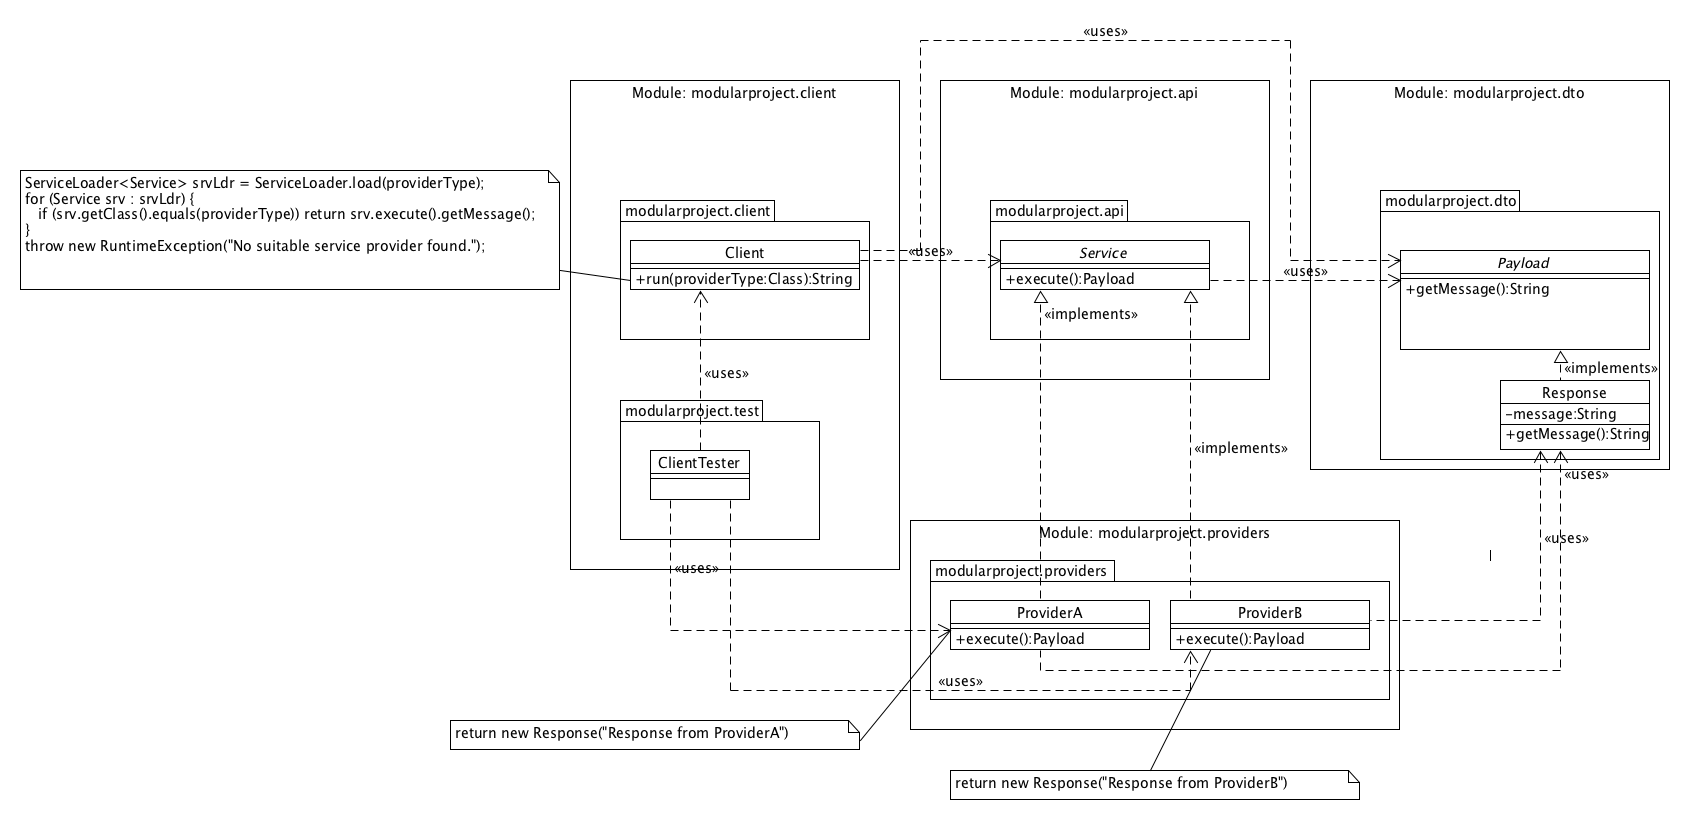 «uses»
Module: modularproject.client
Module: modularproject.api
Module: modularproject.dto
ServiceLoader<Service> srvLdr = ServiceLoader.load(providerType);
for (Service srv : srvLdr) {
if (srv.getClass().equals(providerType)) return srv.execute().getMessage();
}
throw new RuntimeException("No suitable service provider found.");
modularproject.client
Client
+run(providerType:Class):String
«uses»
modularproject.api
Service
+execute():Payload
«uses»
modularproject.dto
Payload
+getMessage():String
«implements»
«implements»
Response
-message:String
+getMessage():String
«uses»
modularproject.test
ClientTester
«implements»
«uses»
«uses»
«uses»
Module: modularproject.providers
modularproject.providers
ProviderA
+execute():Payload
ProviderB
+execute():Payload
«uses»
return new Response("Response from ProviderA")
return new Response("Response from ProviderB")